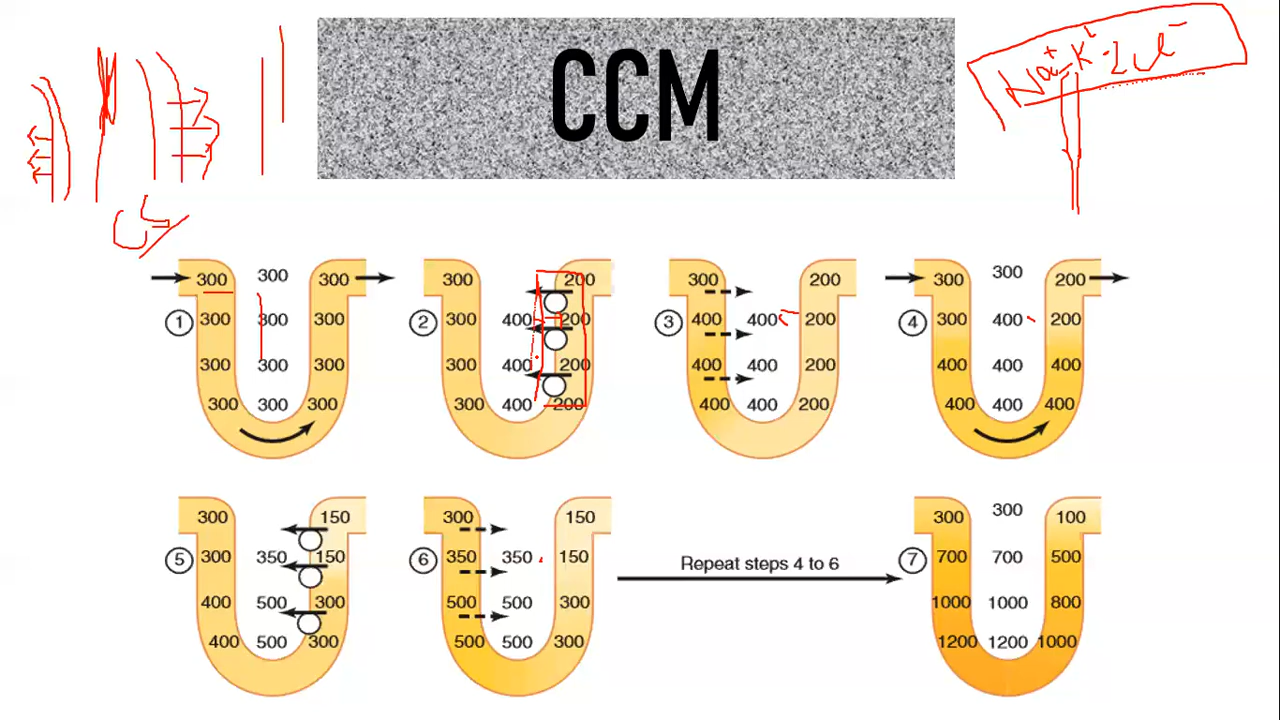 CCM
Na⁺-K⁺-2Cl⁻
300 300 300
① 300 300 300
300 300 300
300 300 300
300 200
② 300 400 200
300 400 200
300 400 200
300 200
③ 400 400 200
400 400 200
400 400 200
300 300 200
④ 300 400 200
400 400 400
400 400 400
300 150
⑤ 300 350 150
400 500 300
400 500 300
300 150
⑥ 350 350 150
500 500 300
500 500 300
Repeat steps 4 to 6
300 300 100
⑦ 700 700 500
1000 1000 800
1200 1200 1000